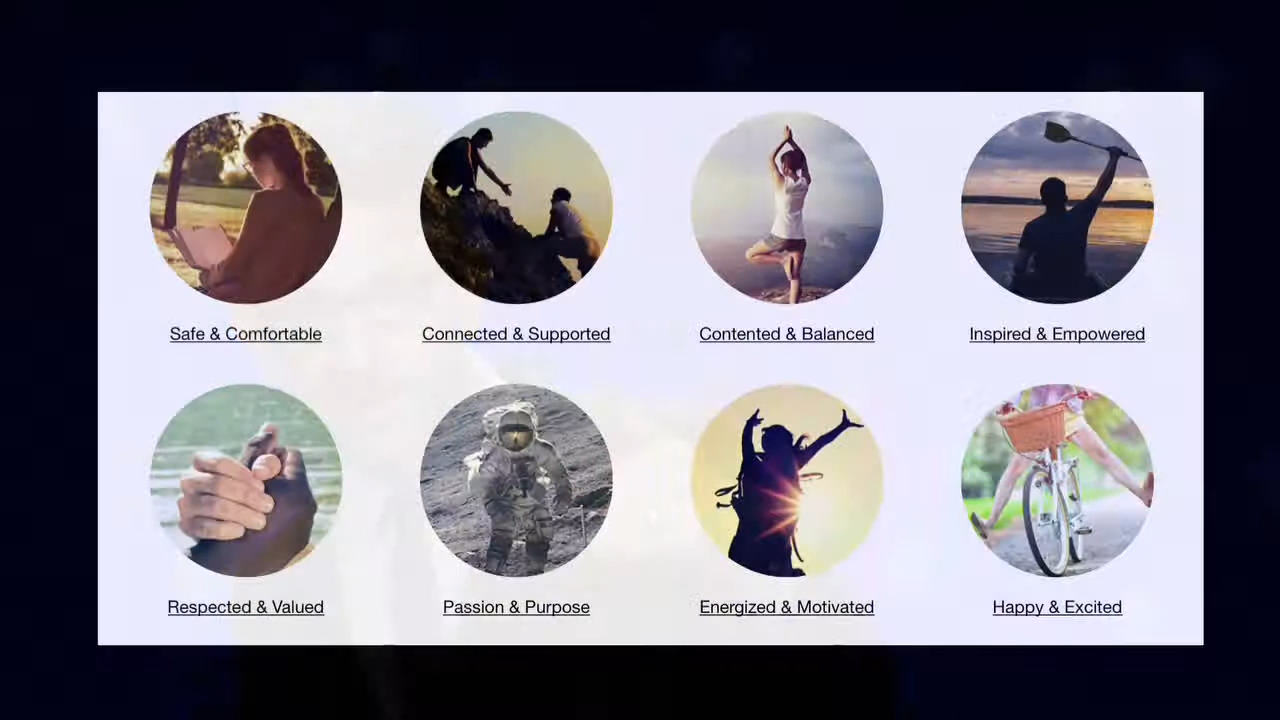 Safe & Comfortable
Connected & Supported
Contented & Balanced
Inspired & Empowered
Respected & Valued
Passion & Purpose
Energized & Motivated
Happy & Excited